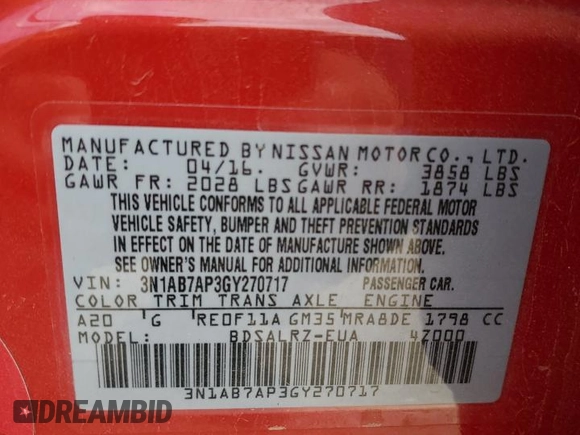 MANUFACTURED BY NISSAN MOTOR CO., LTD.
DATE: 04/16. GVWR: 3858 LBS
GAWR FR: 2028 LBS GAWR RR: 1874 LBS
THIS VEHICLE CONFORMS TO ALL APPLICABLE FEDERAL MOTOR
VEHICLE SAFETY, BUMPER AND THEFT PREVENTION STANDARDS
IN EFFECT ON THE DATE OF MANUFACTURE SHOWN ABOVE.
SEE OWNER'S MANUAL FOR ADDITIONAL INFORMATION.
VIN: 3N1AB7AP3GY270717 PASSENGER CAR.
COLOR TRIM TRANS AXLE ENGINE
A20 G RE0F11A GM35 MRA8DE 1798 CC
MODEL: BDSALRZ-EUA 4Z000
3N1AB7AP3GY270717
DREAMBID